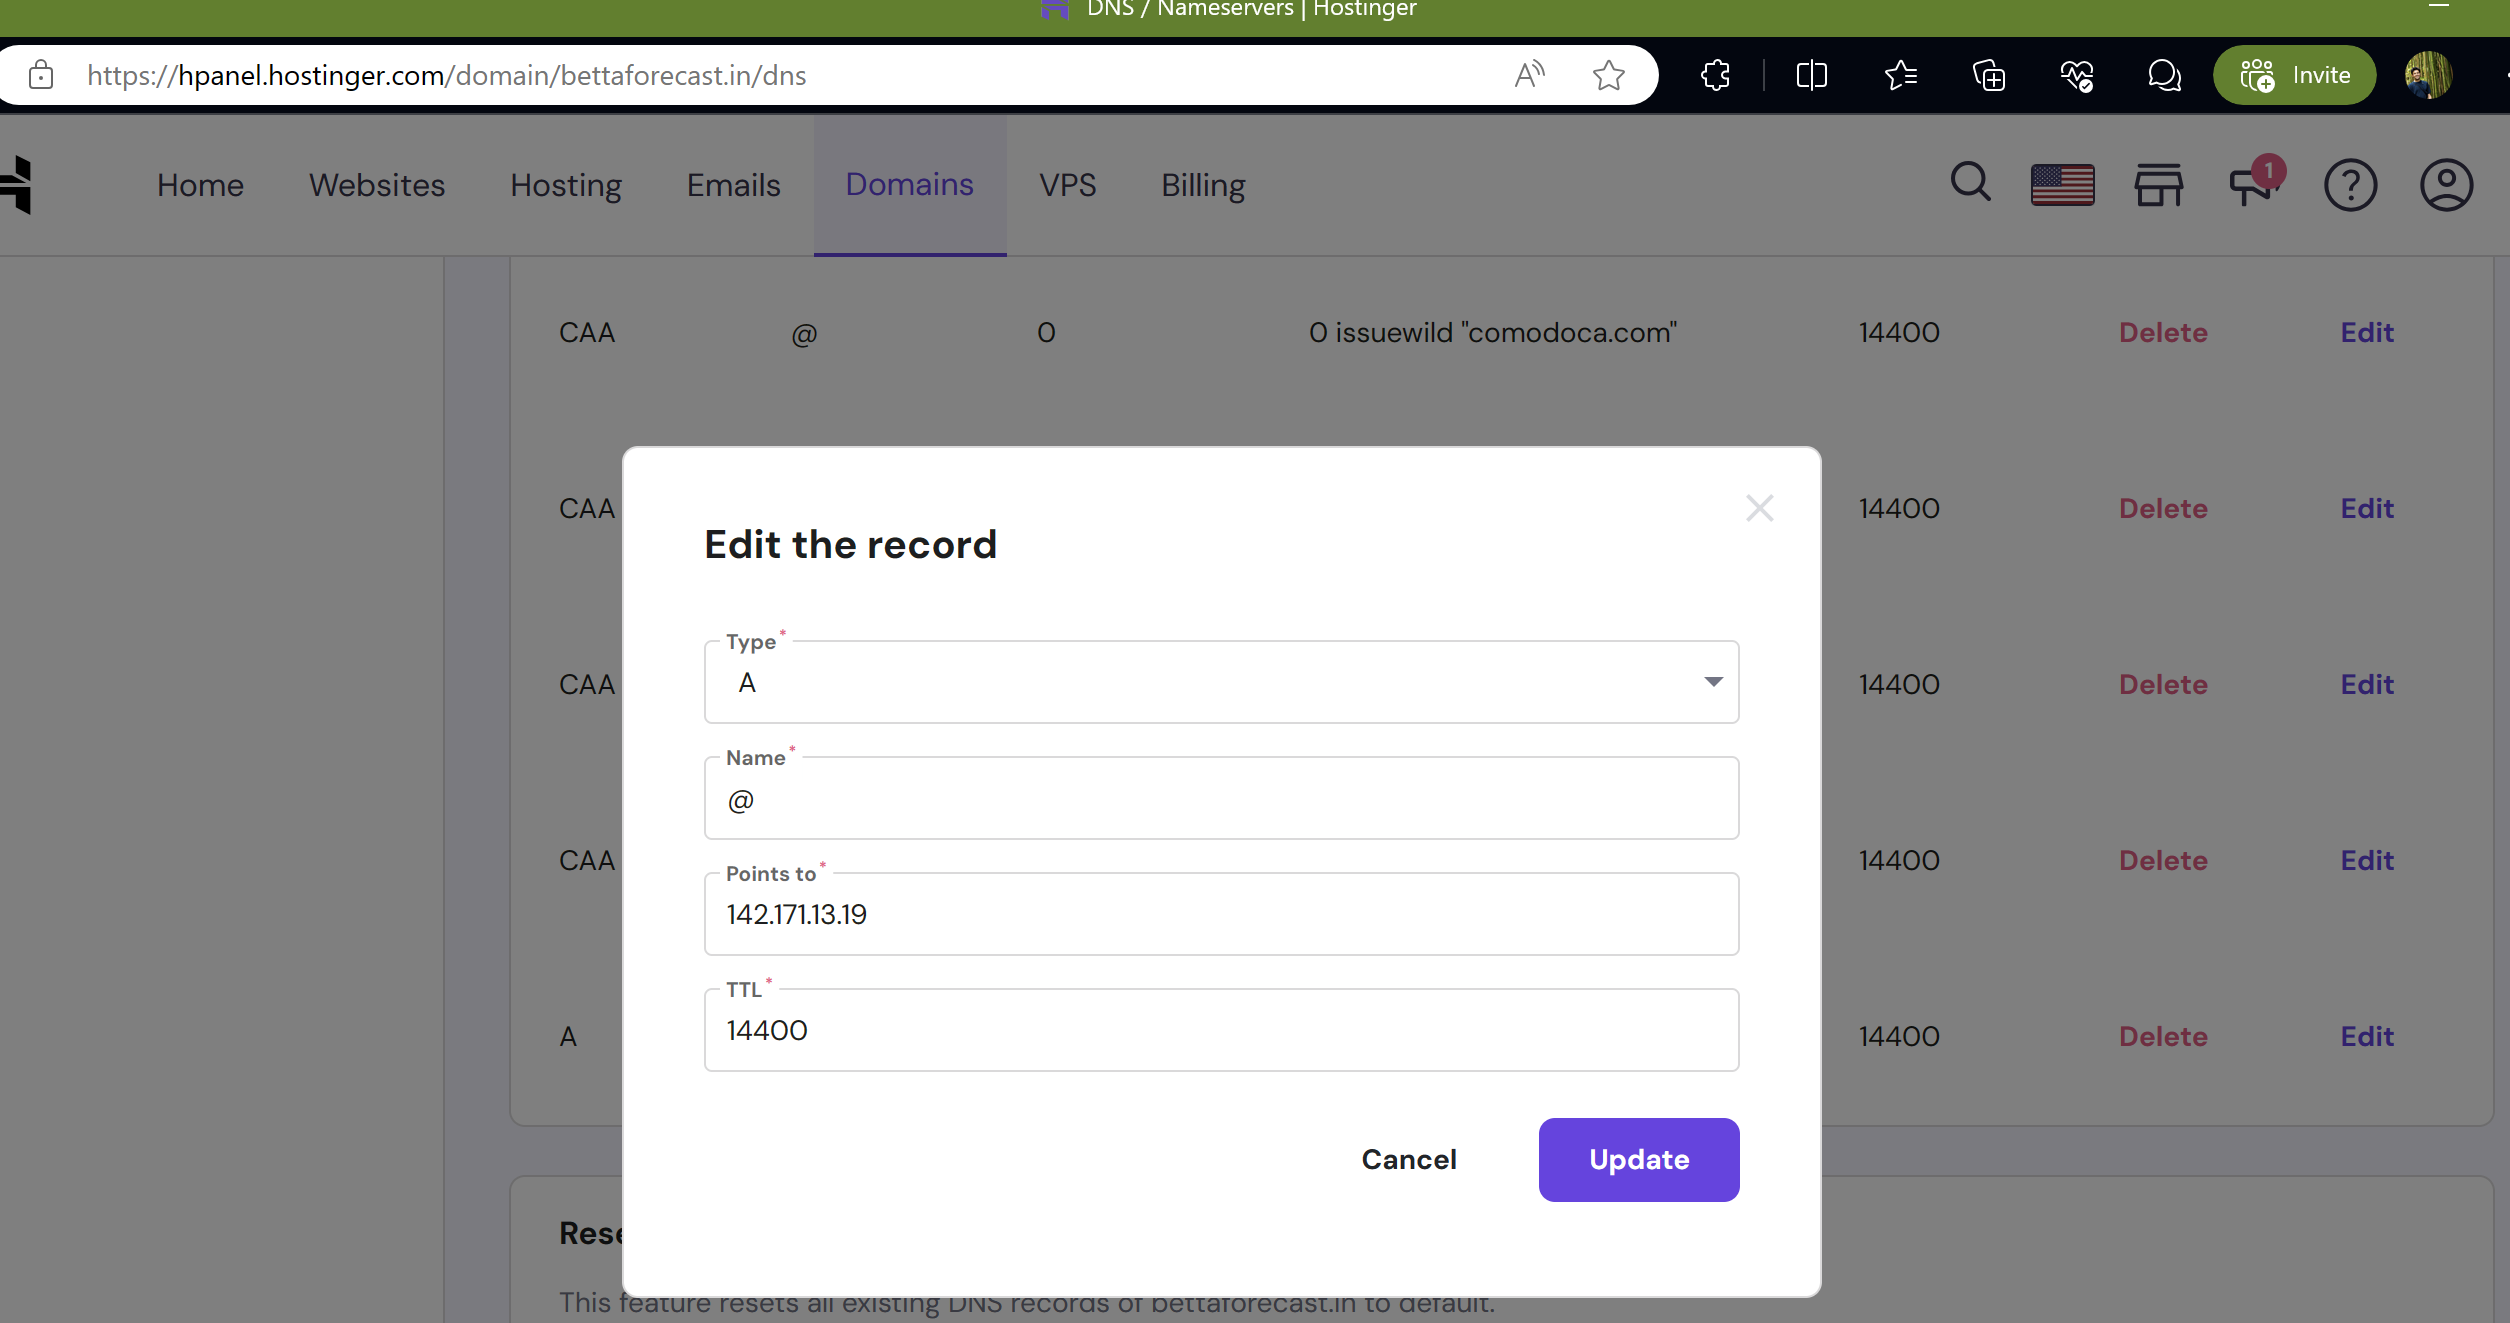 DNS / Nameservers | Hostinger
https://hpanel.hostinger.com/domain/bettaforecast.in/dns
Invite
Home Websites Hosting Emails Domains VPS Billing
1
CAA @ 0 0 issuewild "comodoca.com" 14400 Delete Edit
CAA 14400 Delete Edit
CAA 14400 Delete Edit
CAA 14400 Delete Edit
A 14400 Delete Edit
Edit the record
Type *
A
Name *
@
Points to *
142.171.13.19
TTL *
14400
Cancel Update
Rese
This feature resets all existing DNS records of bettaforecast.in to default.